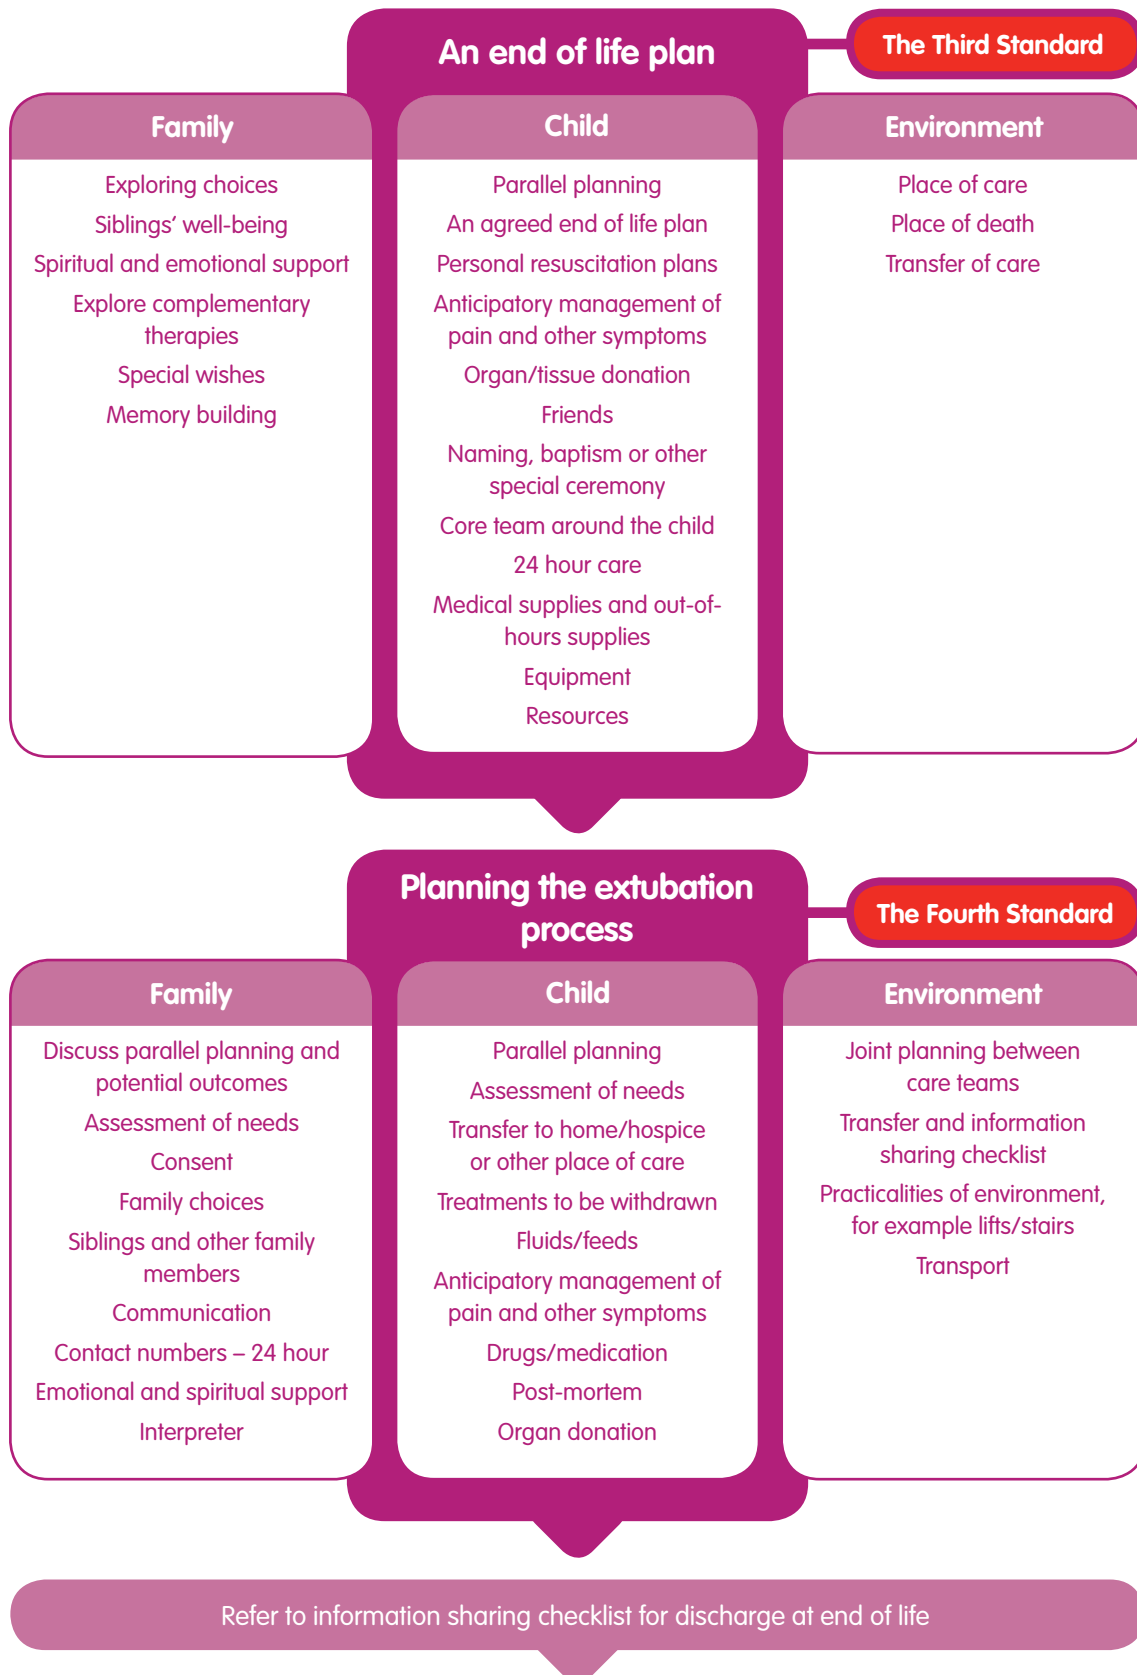 An end of life plan
The Third Standard
Family
Exploring choices
Siblings’ well-being
Spiritual and emotional support
Explore complementary
therapies
Special wishes
Memory building
Child
Parallel planning
An agreed end of life plan
Personal resuscitation plans
Anticipatory management of
pain and other symptoms
Organ/tissue donation
Friends
Naming, baptism or other
special ceremony
Core team around the child
24 hour care
Medical supplies and out-of-
hours supplies
Equipment
Resources
Environment
Place of care
Place of death
Transfer of care
Planning the extubation
process
The Fourth Standard
Family
Discuss parallel planning and
potential outcomes
Assessment of needs
Consent
Family choices
Siblings and other family
members
Communication
Contact numbers – 24 hour
Emotional and spiritual support
Interpreter
Child
Parallel planning
Assessment of needs
Transfer to home/hospice
or other place of care
Treatments to be withdrawn
Fluids/feeds
Anticipatory management of
pain and other symptoms
Drugs/medication
Post-mortem
Organ donation
Environment
Joint planning between
care teams
Transfer and information
sharing checklist
Practicalities of environment,
for example lifts/stairs
Transport
Refer to information sharing checklist for discharge at end of life